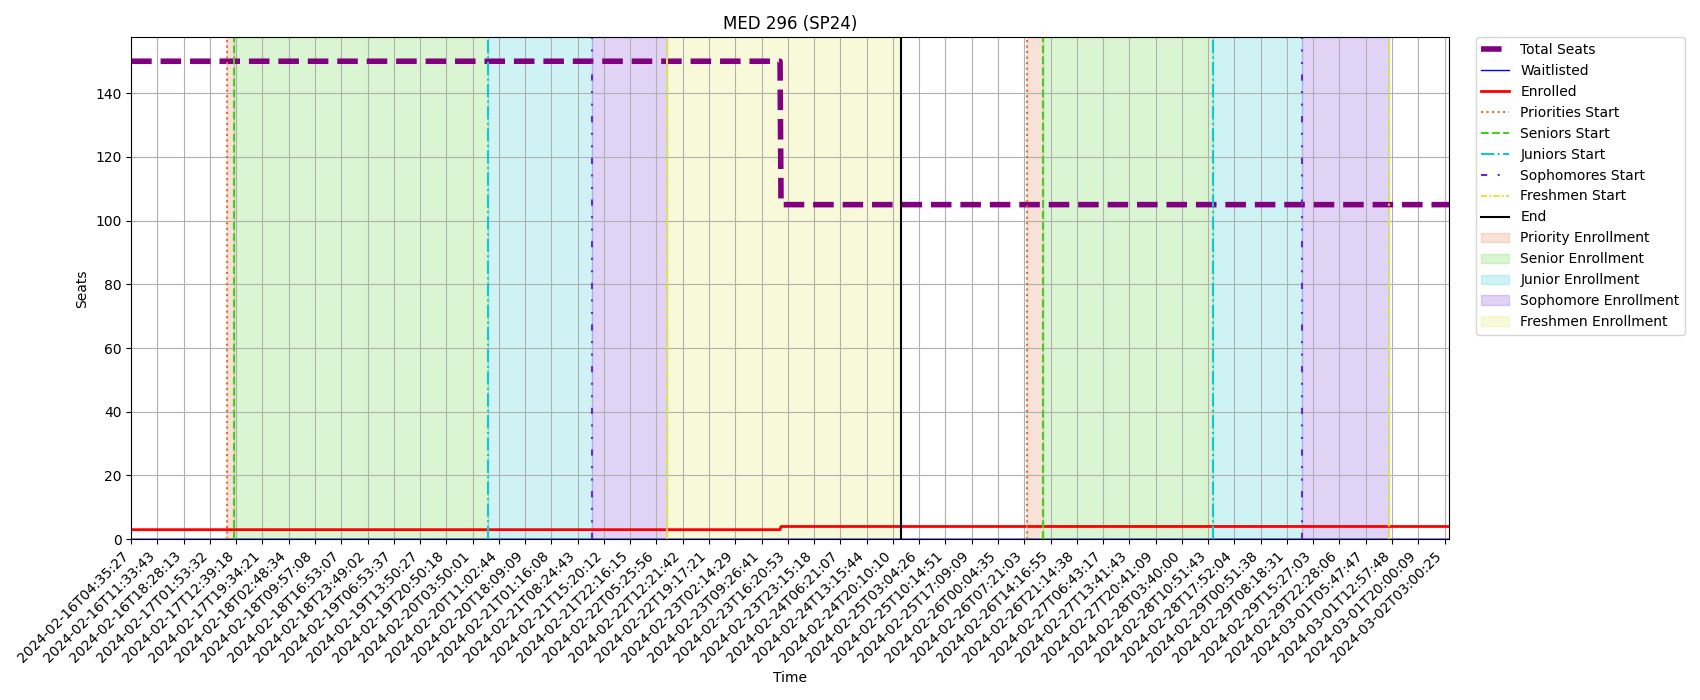 MED 296 (SP24)
Seats
140
120
100
80
60
40
20
0
2024-02-16T04:35:27
2024-02-16T11:33:43
2024-02-16T18:28:13
2024-02-17T01:53:32
2024-02-17T12:39:18
2024-02-17T19:34:21
2024-02-18T02:48:34
2024-02-18T09:57:08
2024-02-18T16:53:07
2024-02-18T23:49:02
2024-02-19T06:53:37
2024-02-19T13:50:27
2024-02-19T20:50:18
2024-02-20T03:50:01
2024-02-20T11:02:44
2024-02-20T18:09:09
2024-02-21T01:16:08
2024-02-21T08:24:43
2024-02-21T15:20:12
2024-02-21T22:16:15
2024-02-22T05:25:56
2024-02-22T12:21:42
2024-02-22T19:17:21
2024-02-23T02:14:29
2024-02-23T09:26:41
2024-02-23T16:20:53
2024-02-23T23:15:18
2024-02-24T06:21:07
2024-02-24T13:15:44
2024-02-24T20:10:10
2024-02-25T03:04:26
2024-02-25T10:14:51
2024-02-25T17:09:09
2024-02-26T00:04:35
2024-02-26T07:21:03
2024-02-26T14:16:55
2024-02-26T21:14:38
2024-02-27T06:43:17
2024-02-27T13:41:43
2024-02-27T20:41:09
2024-02-28T03:40:00
2024-02-28T10:51:43
2024-02-28T17:52:04
2024-02-29T00:51:38
2024-02-29T08:18:31
2024-02-29T15:27:03
2024-02-29T22:28:06
2024-03-01T05:47:47
2024-03-01T12:57:48
2024-03-01T20:00:09
2024-03-02T03:00:25
Time
Total Seats
Waitlisted
Enrolled
Priorities Start
Seniors Start
Juniors Start
Sophomores Start
Freshmen Start
End
Priority Enrollment
Senior Enrollment
Junior Enrollment
Sophomore Enrollment
Freshmen Enrollment